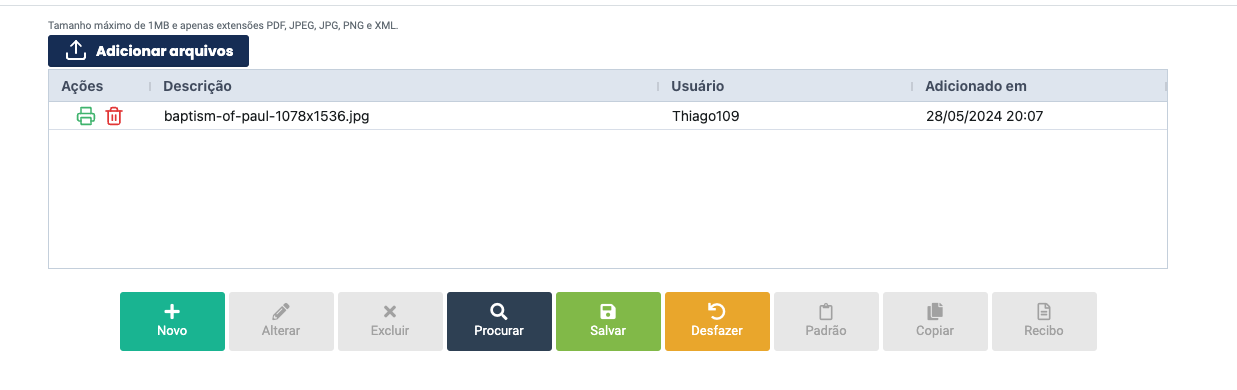 Tamanho máximo de 1MB e apenas extensões PDF, JPEG, JPG, PNG e XML.
Adicionar arquivos
Ações Descrição Usuário Adicionado em
baptism-of-paul-1078x1536.jpg Thiago109 28/05/2024 20:07
Novo Alterar Excluir Procurar Salvar Desfazer Padrão Copiar Recibo